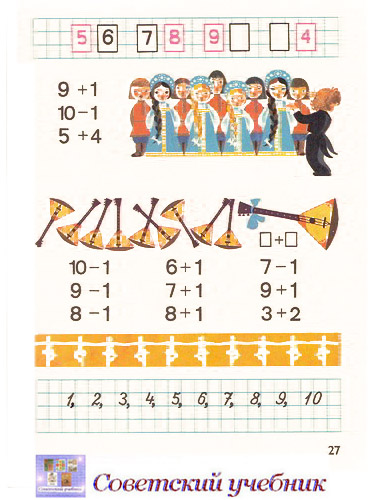 5 6 7 8 9 □ □ 4
9 + 1
10 - 1
5 + 4
□ + □
10 - 1 6 + 1 7 - 1
9 - 1 7 + 1 9 + 1
8 - 1 8 + 1 3 + 2
1, 2, 3, 4, 5, 6, 7, 8, 9, 10
27
Советский учебник